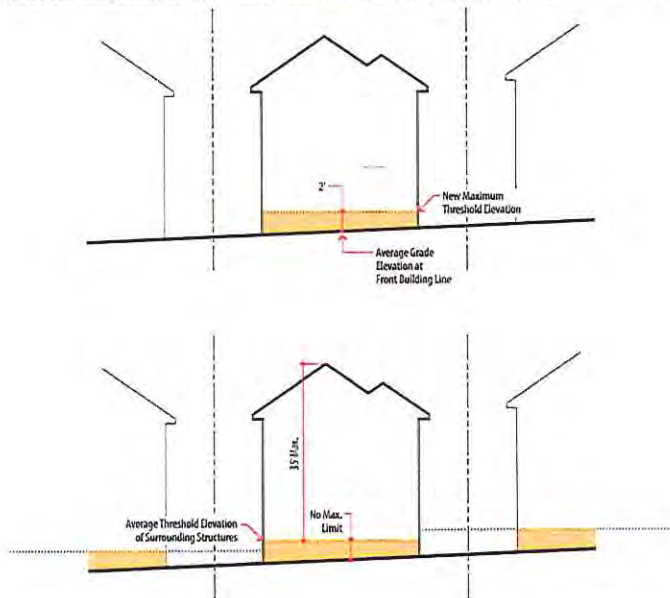 2'
New Maximum
Threshold Elevation
Average Grade
Elevation at
Front Building Line
35' Max.
No Max.
Limit
Average Threshold Elevation
of Surrounding Structures